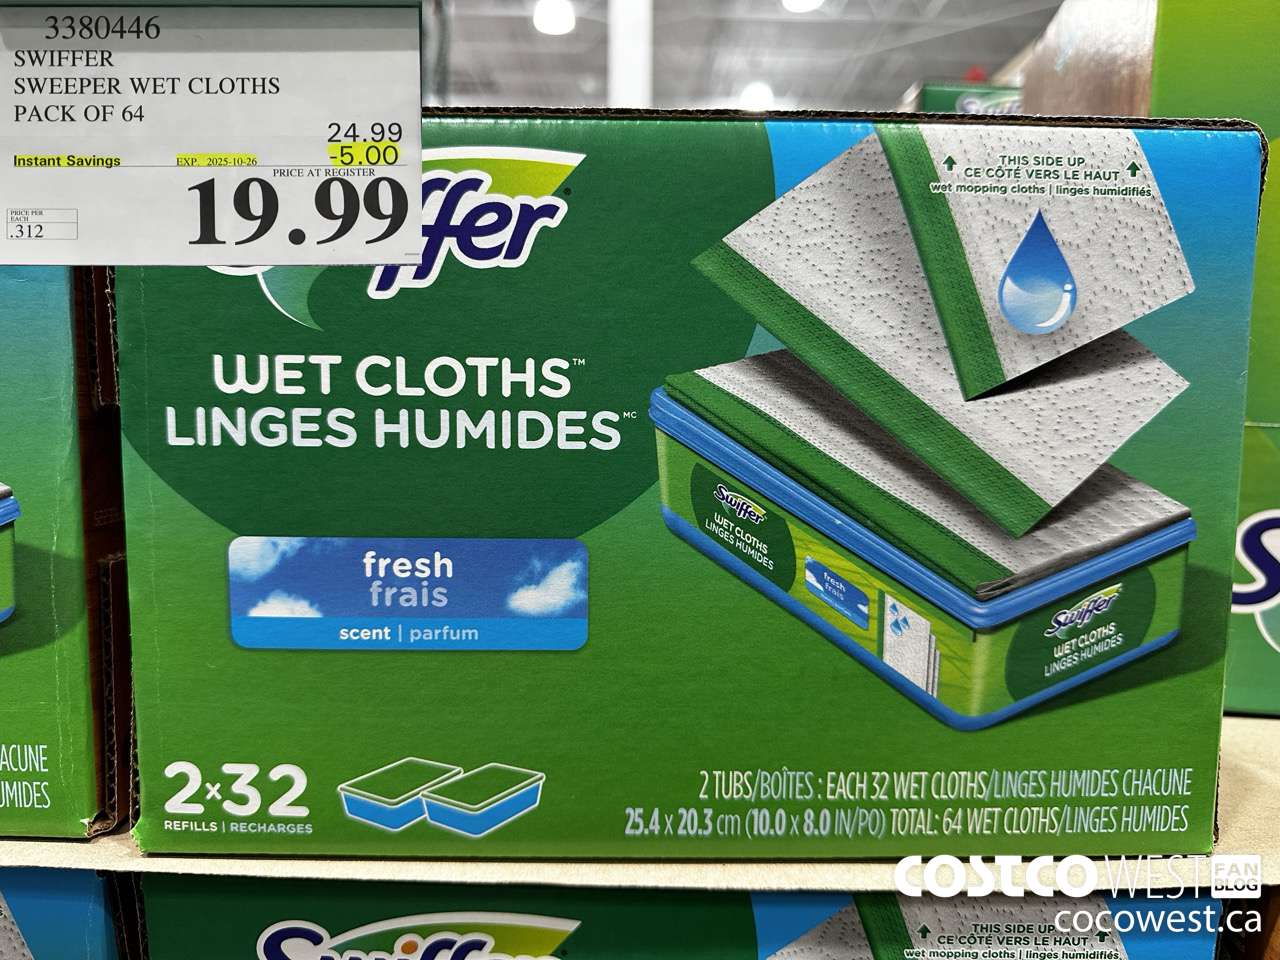 3380446
SWIFFER
SWEEPER WET CLOTHS
PACK OF 64
24.99
Instant Savings EXP. 2025-10-26 -5.00
PRICE AT REGISTER
19.99
PRICE PER
EACH
.312
THIS SIDE UP
CE CÔTÉ VERS LE HAUT
wet mopping cloths | linges humidifiés
WET CLOTHS™
LINGES HUMIDES MC
fresh
frais
scent | parfum
Swiffer
WET CLOTHS
LINGES HUMIDES
fresh
frais
Swiffer
WET CLOTHS
LINGES HUMIDES
2x32
REFILLS | RECHARGES
2 TUBS/BOÎTES : EACH 32 WET CLOTHS/LINGES HUMIDES CHACUNE
25.4 x 20.3 cm (10.0 x 8.0 IN/PO) TOTAL: 64 WET CLOTHS/LINGES HUMIDES
COSTCO WEST FAN BLOG
cocowest.ca
Swiffer
THIS SIDE UP
CE CÔTÉ VERS LE HAUT
wet mopping cloths | linges humidifiés